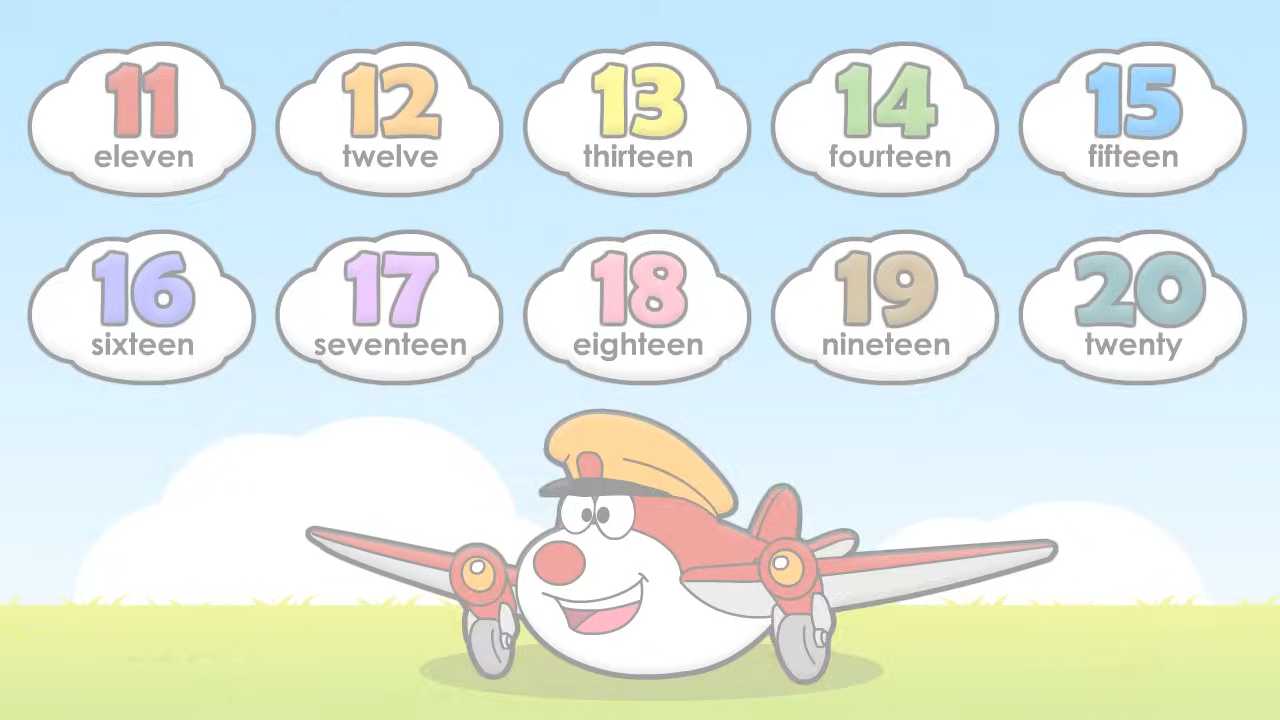 11 12 13 14 15
eleven twelve thirteen fourteen fifteen
16 17 18 19 20
sixteen seventeen eighteen nineteen twenty